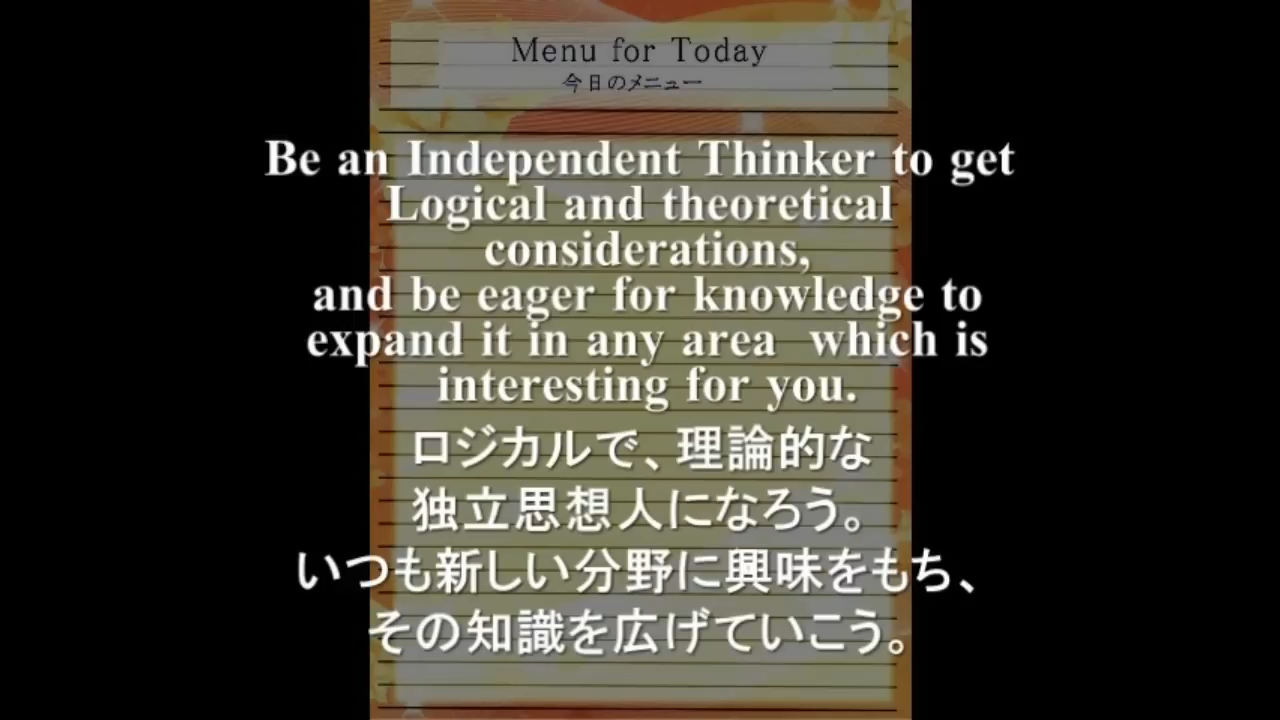 Menu for Today
今日のメニュー
Be an Independent Thinker to get
Logical and theoretical
considerations,
and be eager for knowledge to
expand it in any area  which is
interesting for you.
ロジカルで、理論的な
独立思想人になろう。
いつも新しい分野に興味をもち、
その知識を広げていこう。